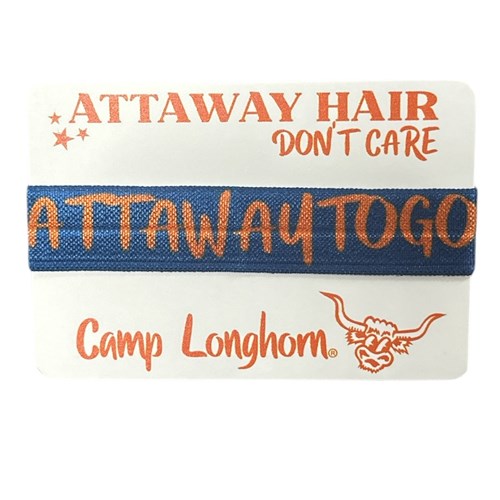 ATTAWAY HAIR
DON'T CARE
ATTAWAYTOGO
Camp Longhorn®